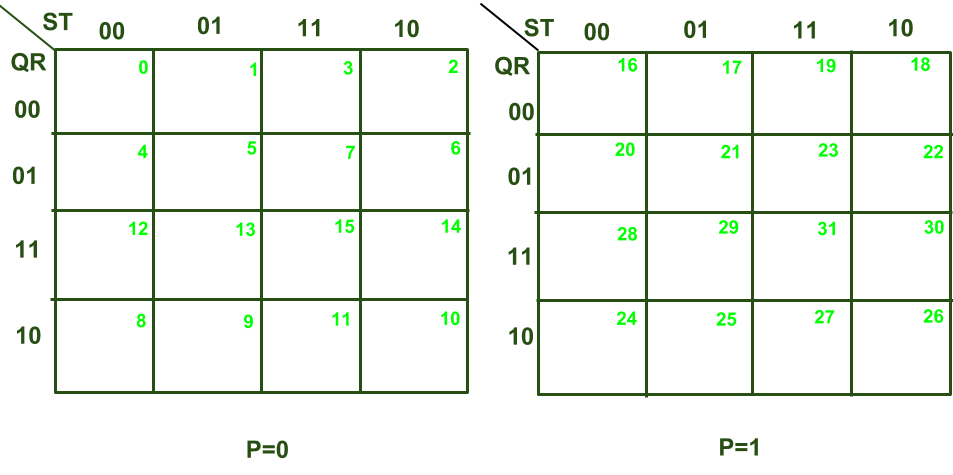 ST 00 01 11 10
QR
00 0 1 3 2
01 4 5 7 6
11 12 13 15 14
10 8 9 11 10
P=0
ST 00 01 11 10
QR
00 16 17 19 18
01 20 21 23 22
11 28 29 31 30
10 24 25 27 26
P=1